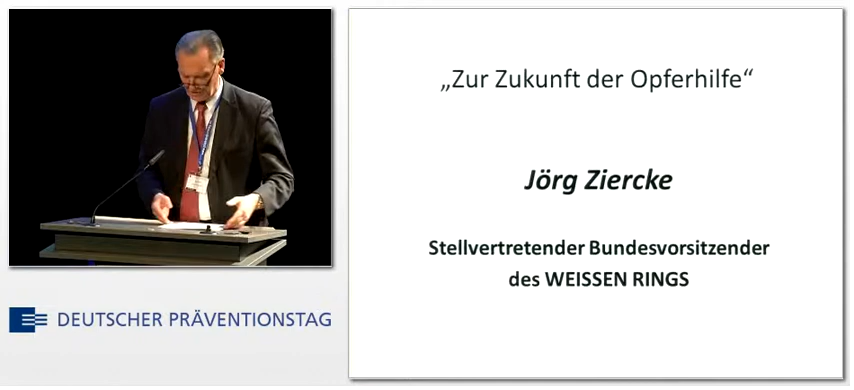 „Zur Zukunft der Opferhilfe“
Jörg Ziercke
Stellvertretender Bundesvorsitzender
des WEISSEN RINGS
DEUTSCHER PRÄVENTIONSTAG